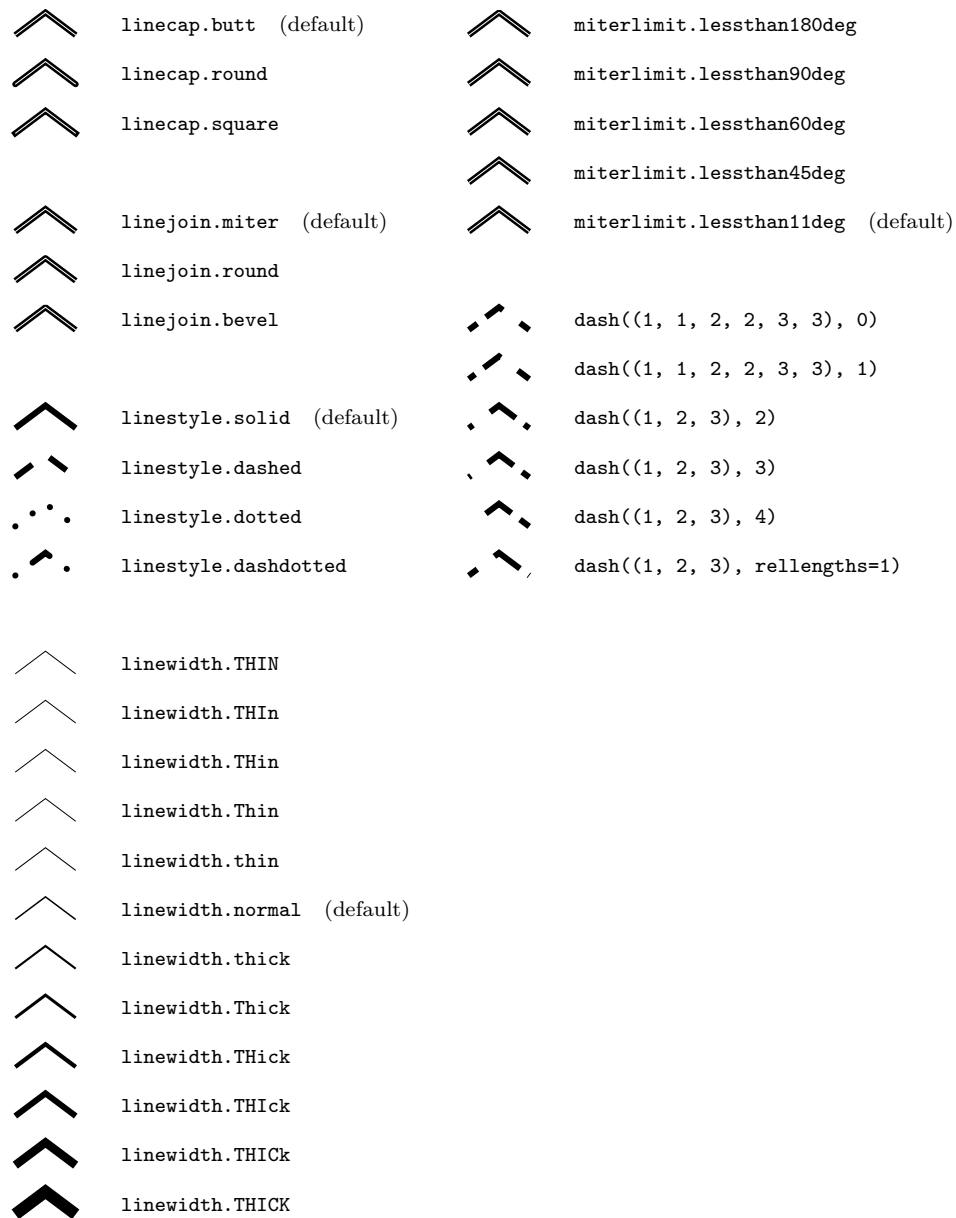 linecap.butt (default)
linecap.round
linecap.square
linejoin.miter (default)
linejoin.round
linejoin.bevel
linestyle.solid (default)
linestyle.dashed
linestyle.dotted
linestyle.dashdotted
miterlimit.lessthan180deg
miterlimit.lessthan90deg
miterlimit.lessthan60deg
miterlimit.lessthan45deg
miterlimit.lessthan11deg (default)
dash((1, 1, 2, 2, 3, 3), 0)
dash((1, 1, 2, 2, 3, 3), 1)
dash((1, 2, 3), 2)
dash((1, 2, 3), 3)
dash((1, 2, 3), 4)
dash((1, 2, 3), rellengths=1)
linewidth.THIN
linewidth.THIn
linewidth.THin
linewidth.Thin
linewidth.thin
linewidth.normal (default)
linewidth.thick
linewidth.Thick
linewidth.THick
linewidth.THIck
linewidth.THICk
linewidth.THICK